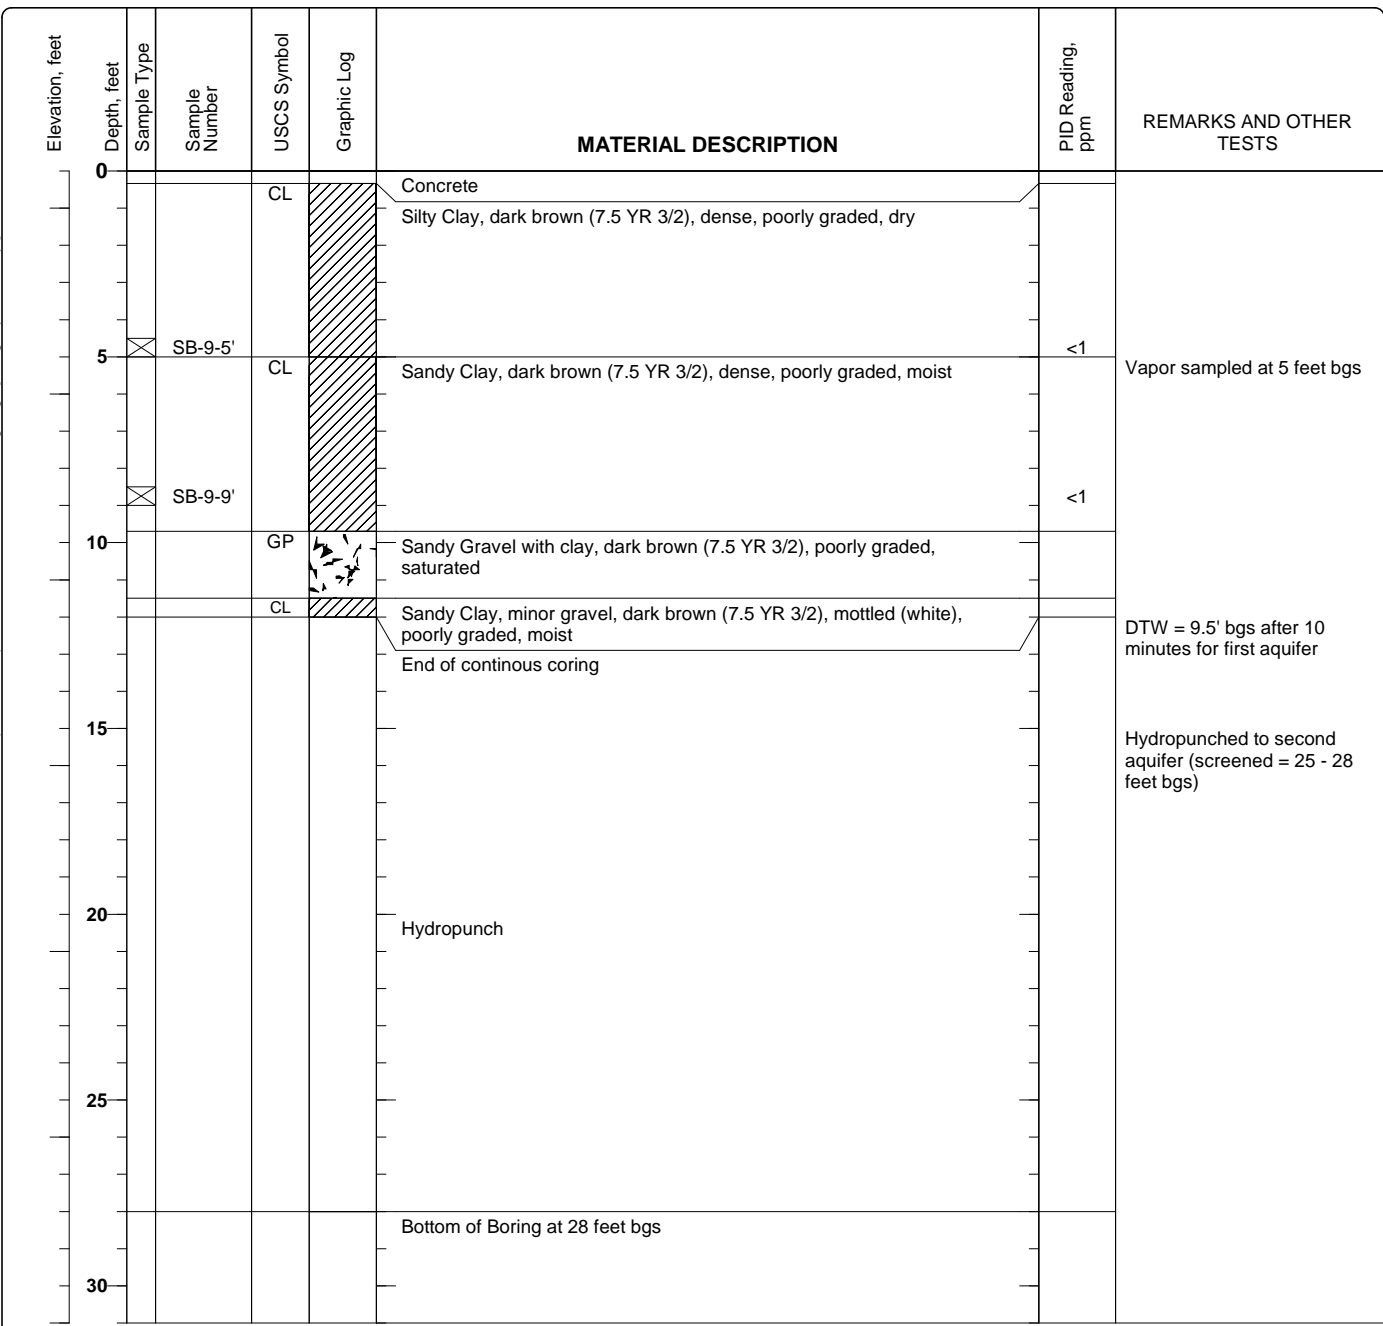 Elevation, feet
Depth, feet
Sample Type
Sample
Number
USCS Symbol
Graphic Log
MATERIAL DESCRIPTION
PID Reading,
ppm
REMARKS AND OTHER
TESTS
0
CL
Concrete
Silty Clay, dark brown (7.5 YR 3/2), dense, poorly graded, dry
SB-9-5'
<1
5
CL
Sandy Clay, dark brown (7.5 YR 3/2), dense, poorly graded, moist
Vapor sampled at 5 feet bgs
SB-9-9'
<1
10
GP
Sandy Gravel with clay, dark brown (7.5 YR 3/2), poorly graded,
saturated
CL
Sandy Clay, minor gravel, dark brown (7.5 YR 3/2), mottled (white),
poorly graded, moist
DTW = 9.5' bgs after 10
minutes for first aquifer
End of continous coring
15
Hydropunched to second
aquifer (screened = 25 - 28
feet bgs)
20
Hydropunch
25
Bottom of Boring at 28 feet bgs
30